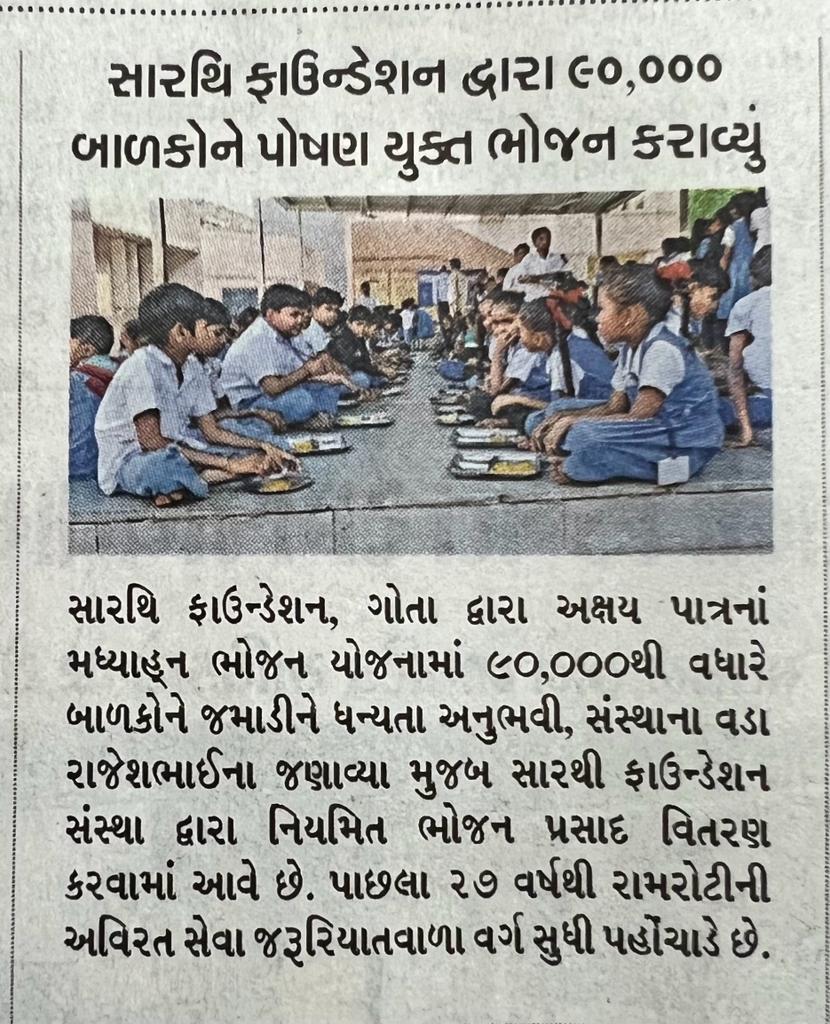 સારથિ ફાઉન્ડેશન દ્વારા ૯૦,૦૦૦
બાળકોને પોષણ યુક્ત ભોજન કરાવ્યું
સારથિ ફાઉન્ડેશન, ગોતા દ્વારા અક્ષય પાત્રનાં
મધ્યાહ્ન ભોજન યોજનામાં ૯૦,૦૦૦થી વધારે
બાળકોને જમાડીને ધન્યતા અનુભવી, સંસ્થાના વડા
રાજેશભાઈના જણાવ્યા મુજબ સારથી ફાઉન્ડેશન
સંસ્થા દ્વારા નિયમિત ભોજન પ્રસાદ વિતરણ
કરવામાં આવે છે. પાછલા ૨૭ વર્ષથી રામરોટીની
અવિરત સેવા જરૂરિયાતવાળા વર્ગ સુધી પહોંચાડે છે.